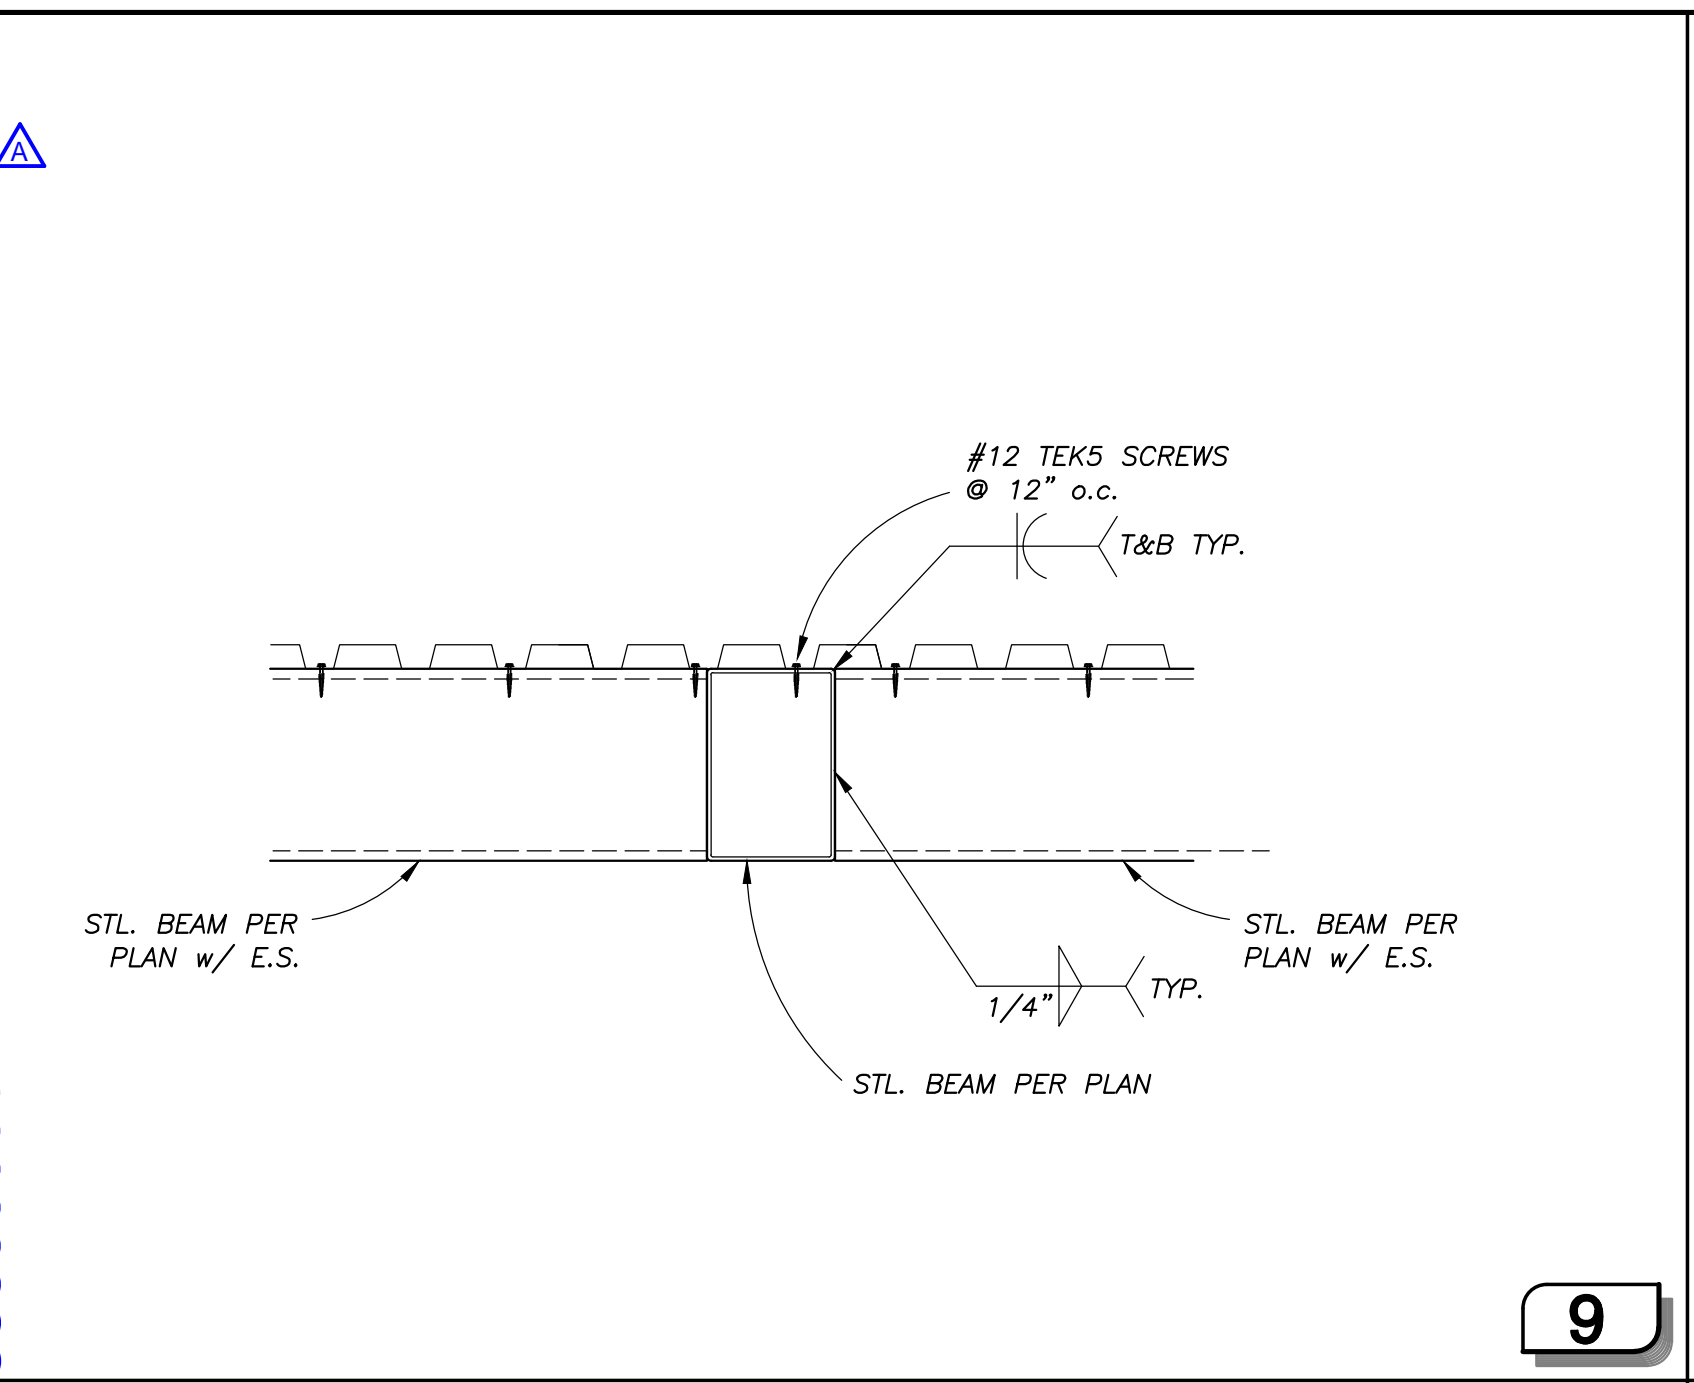 A
#12 TEK5 SCREWS
@ 12" o.c.
T&B TYP.
STL. BEAM PER
PLAN w/ E.S.
STL. BEAM PER
PLAN w/ E.S.
1/4"
TYP.
STL. BEAM PER PLAN
9